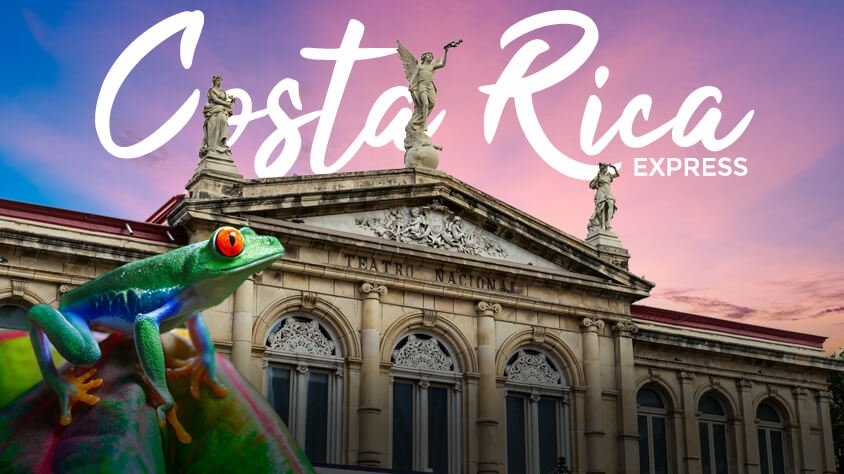 Costa Rica
EXPRESS
TEATRO NACIONAL